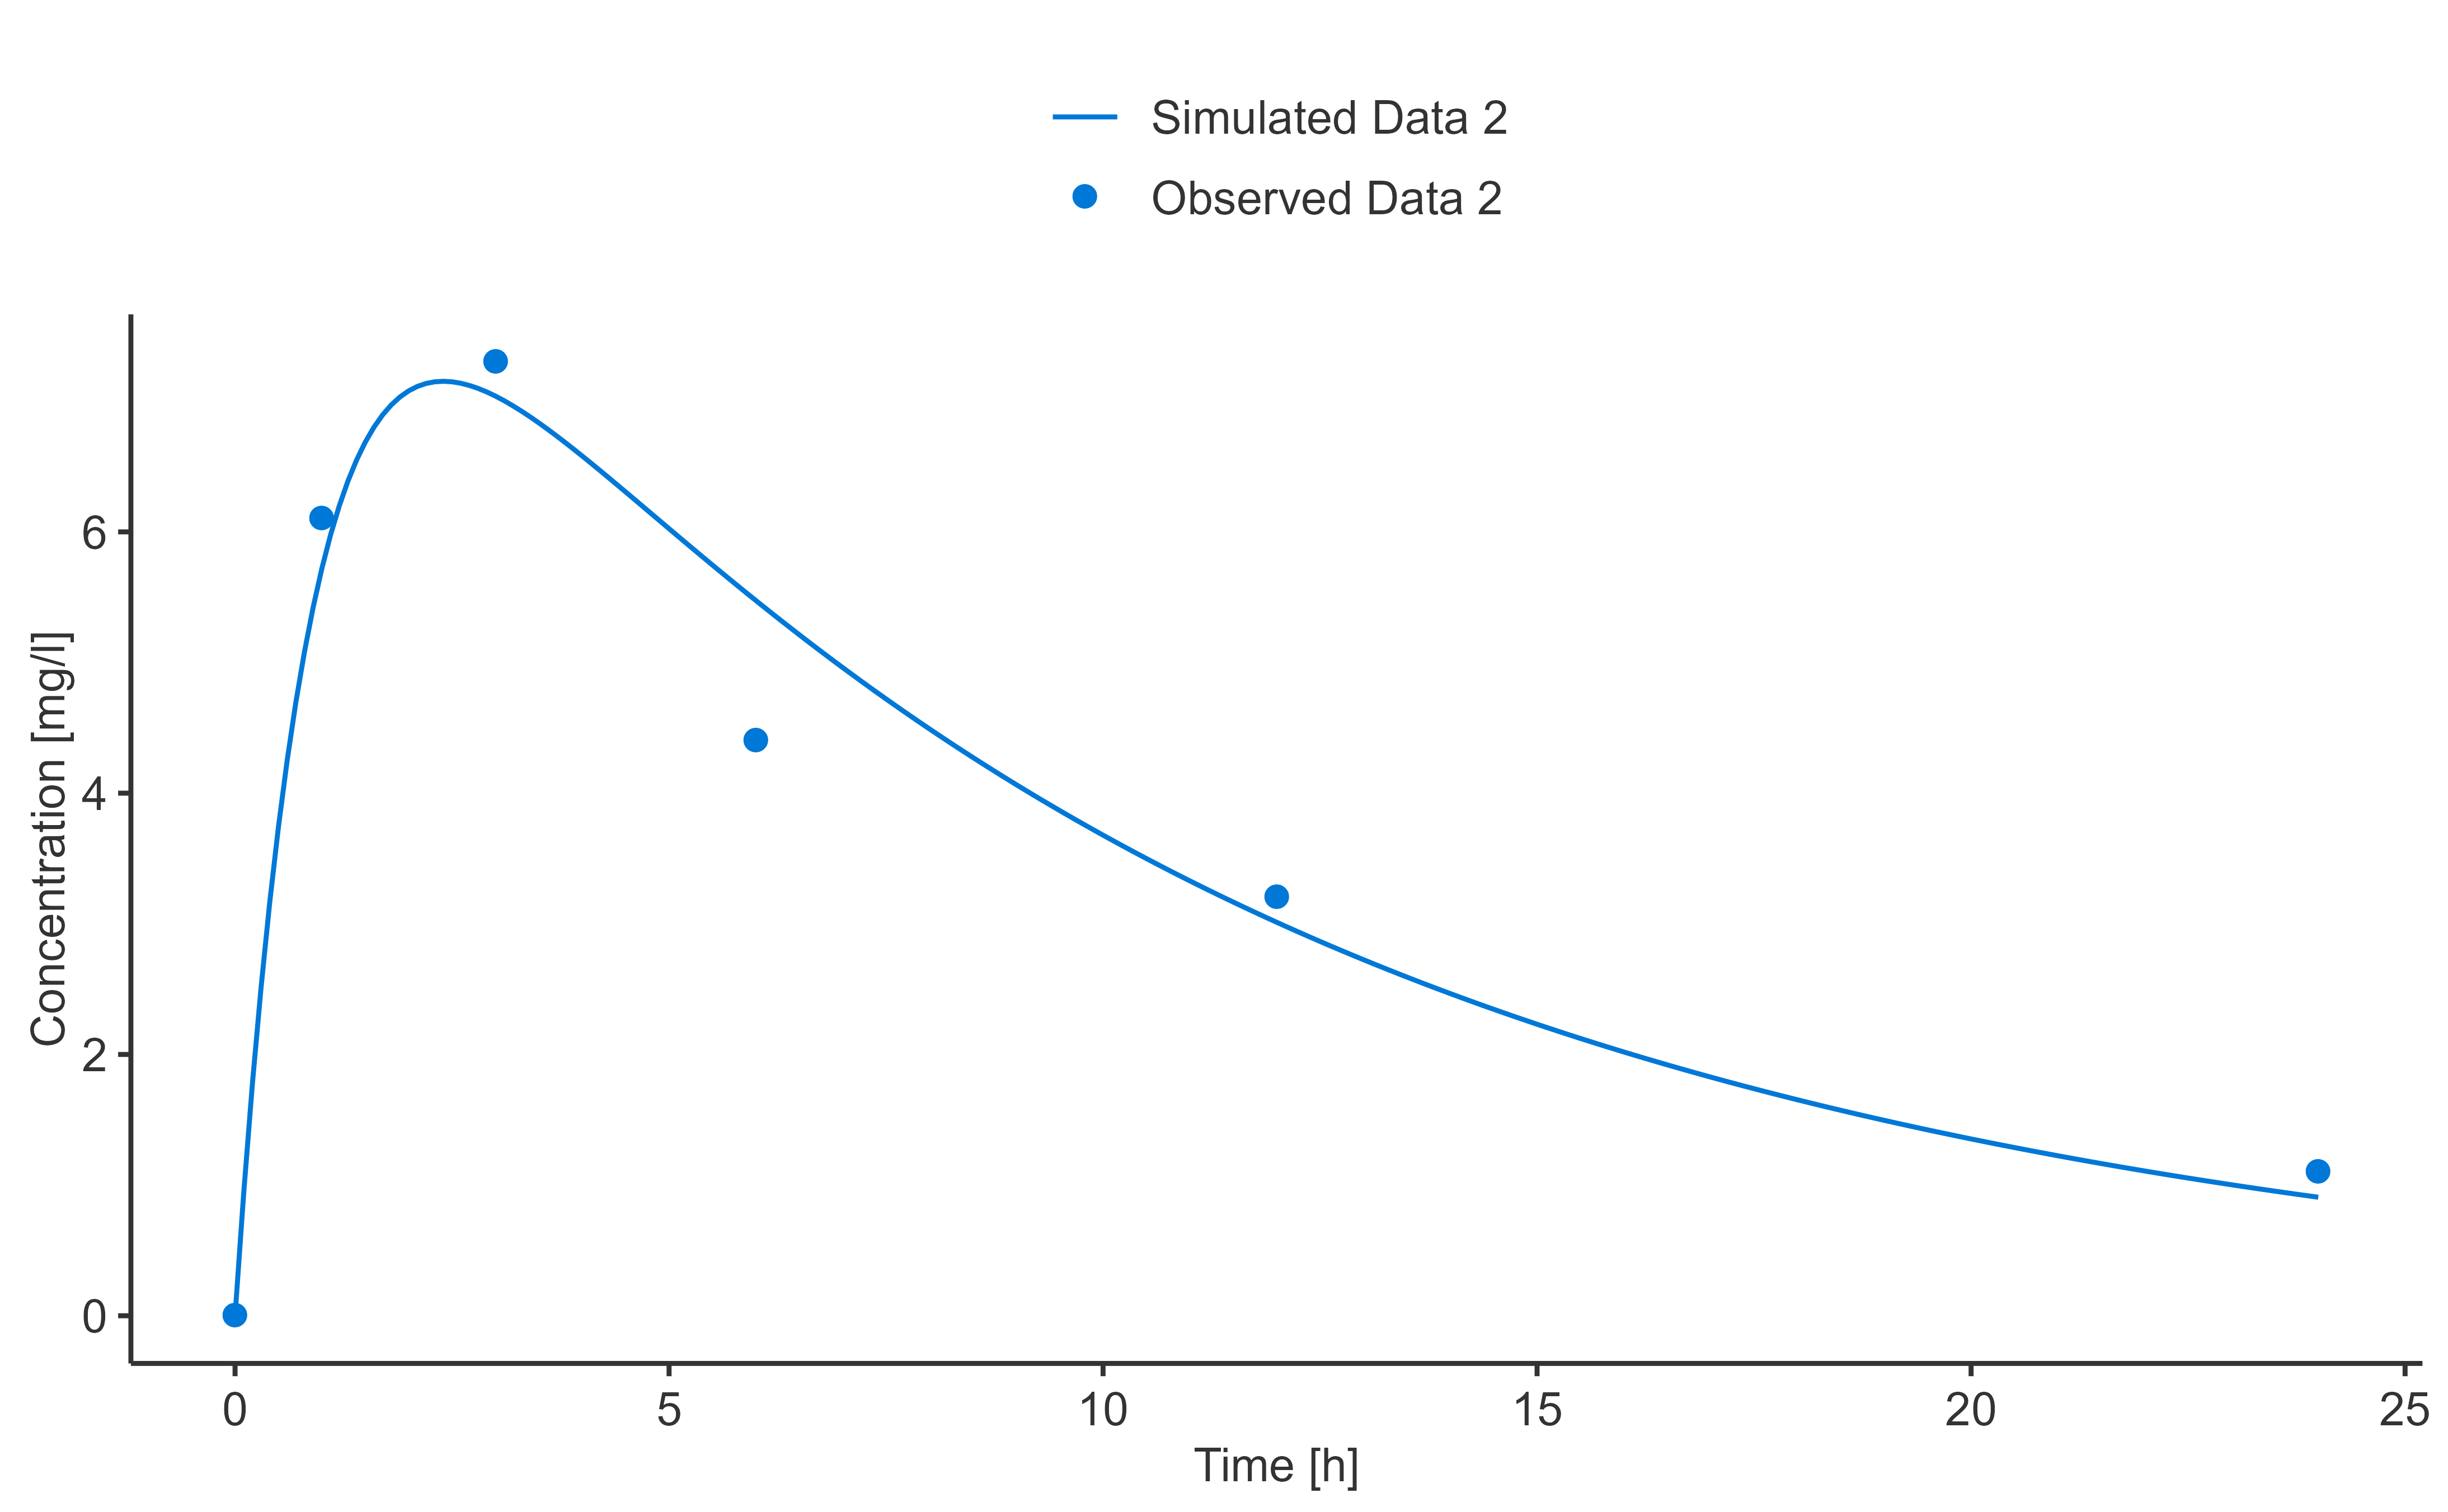 Simulated Data 2
Observed Data 2
Concentration [mg/l]
6
4
2
0
0 5 10 15 20 25
Time [h]